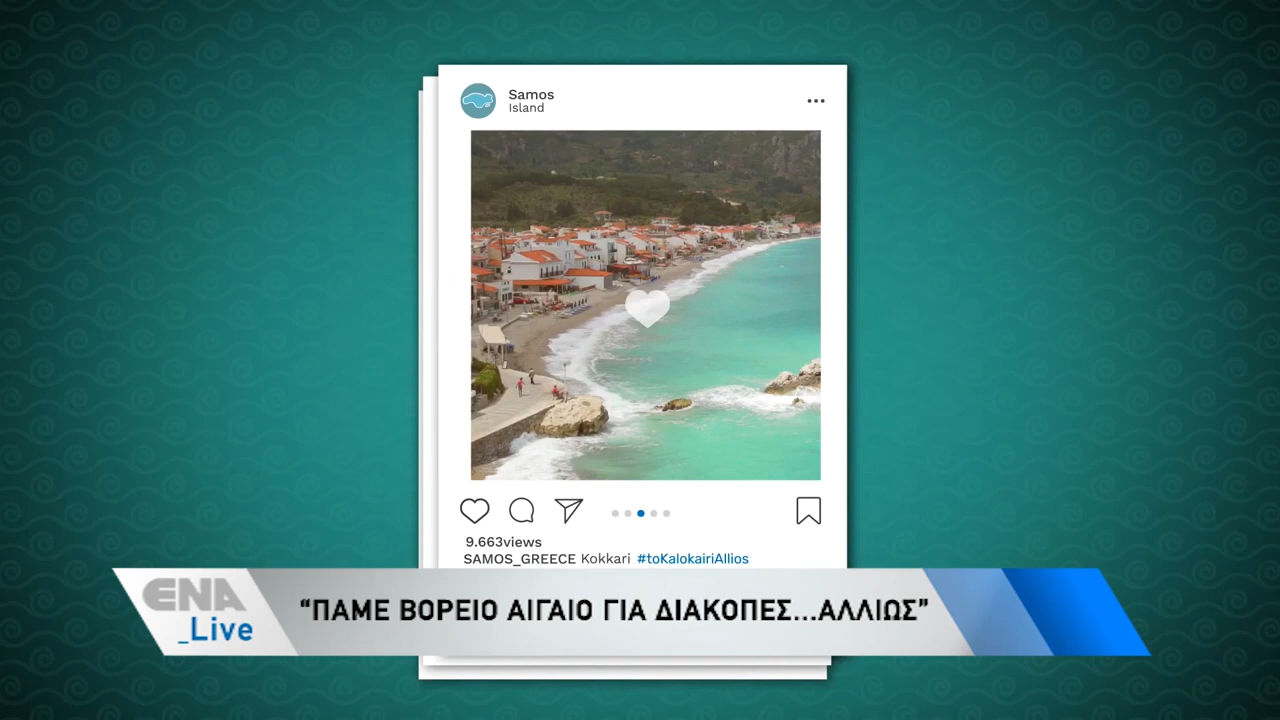 Samos
Island
9.663views
SAMOS_GREECE Kokkari #toKalokairiAllios
ENA
_Live
“ΠΑΜΕ ΒΟΡΕΙΟ ΑΙΓΑΙΟ ΓΙΑ ΔΙΑΚΟΠΕΣ...ΑΛΛΙΩΣ”